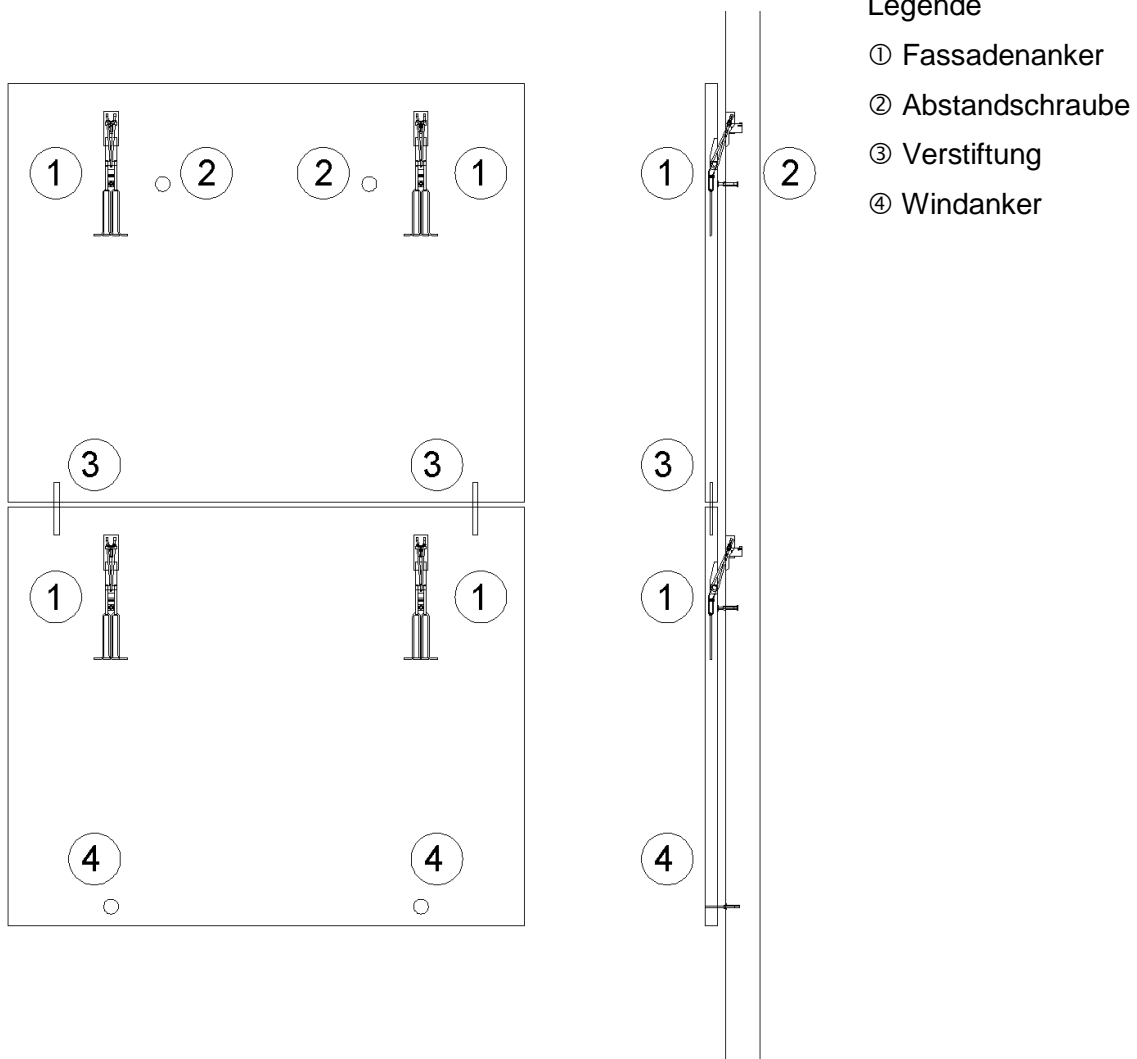 Legende
① Fassadenanker
② Abstandschraube
③ Verstiftung
④ Windanker
1 2 2 1 1 2
3 3 3
1 1 1
4 4 4